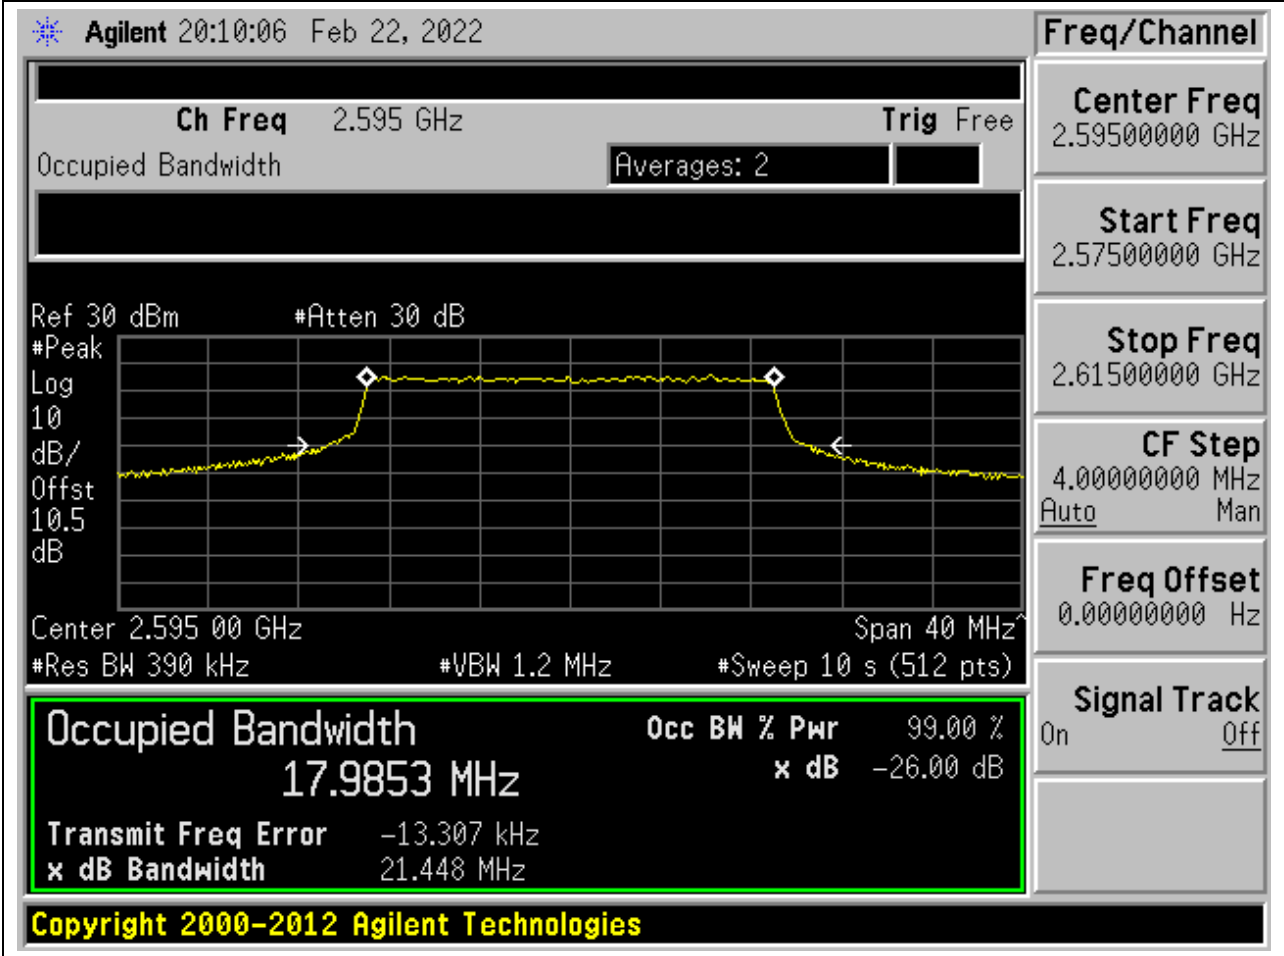 Agilent 20:10:06 Feb 22, 2022
Freq/Channel
Ch Freq 2.595 GHz Trig Free
Occupied Bandwidth Averages: 2
Ref 30 dBm #Atten 30 dB
#Peak
Log
10
dB/
Offst
10.5
dB
Center 2.595 00 GHz Span 40 MHz^
#Res BW 390 kHz #VBW 1.2 MHz #Sweep 10 s (512 pts)
Occupied Bandwidth Occ BW % Pwr 99.00 %
17.9853 MHz x dB -26.00 dB
Transmit Freq Error -13.307 kHz
x dB Bandwidth 21.448 MHz
Center Freq
2.59500000 GHz
Start Freq
2.57500000 GHz
Stop Freq
2.61500000 GHz
CF Step
4.00000000 MHz
Auto Man
Freq Offset
0.00000000 Hz
Signal Track
On Off
Copyright 2000-2012 Agilent Technologies